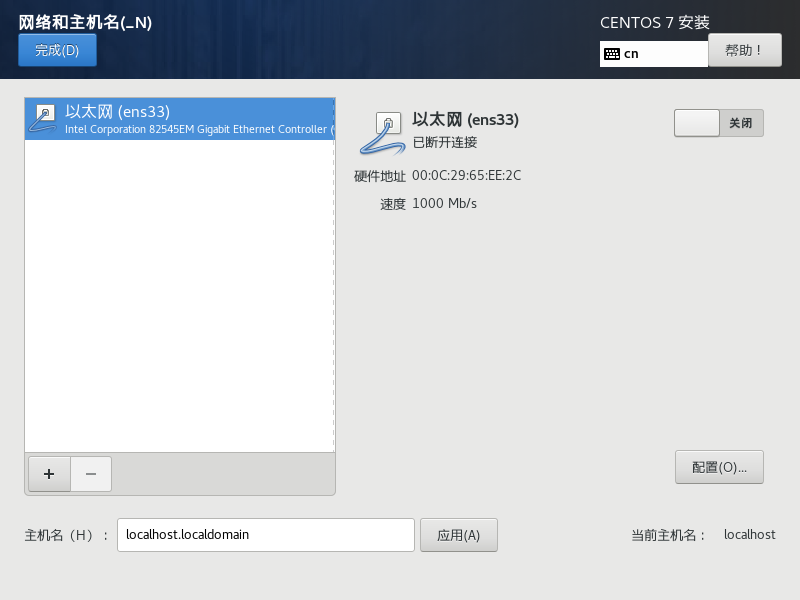 网络和主机名(_N)
CENTOS 7 安装
完成(D)
cn
帮助！
以太网 (ens33)
Intel Corporation 82545EM Gigabit Ethernet Controller (
以太网 (ens33)
已断开连接
关闭
硬件地址 00:0C:29:65:EE:2C
速度 1000 Mb/s
+ −
配置(O)...
主机名（H）： localhost.localdomain 应用(A) 当前主机名： localhost